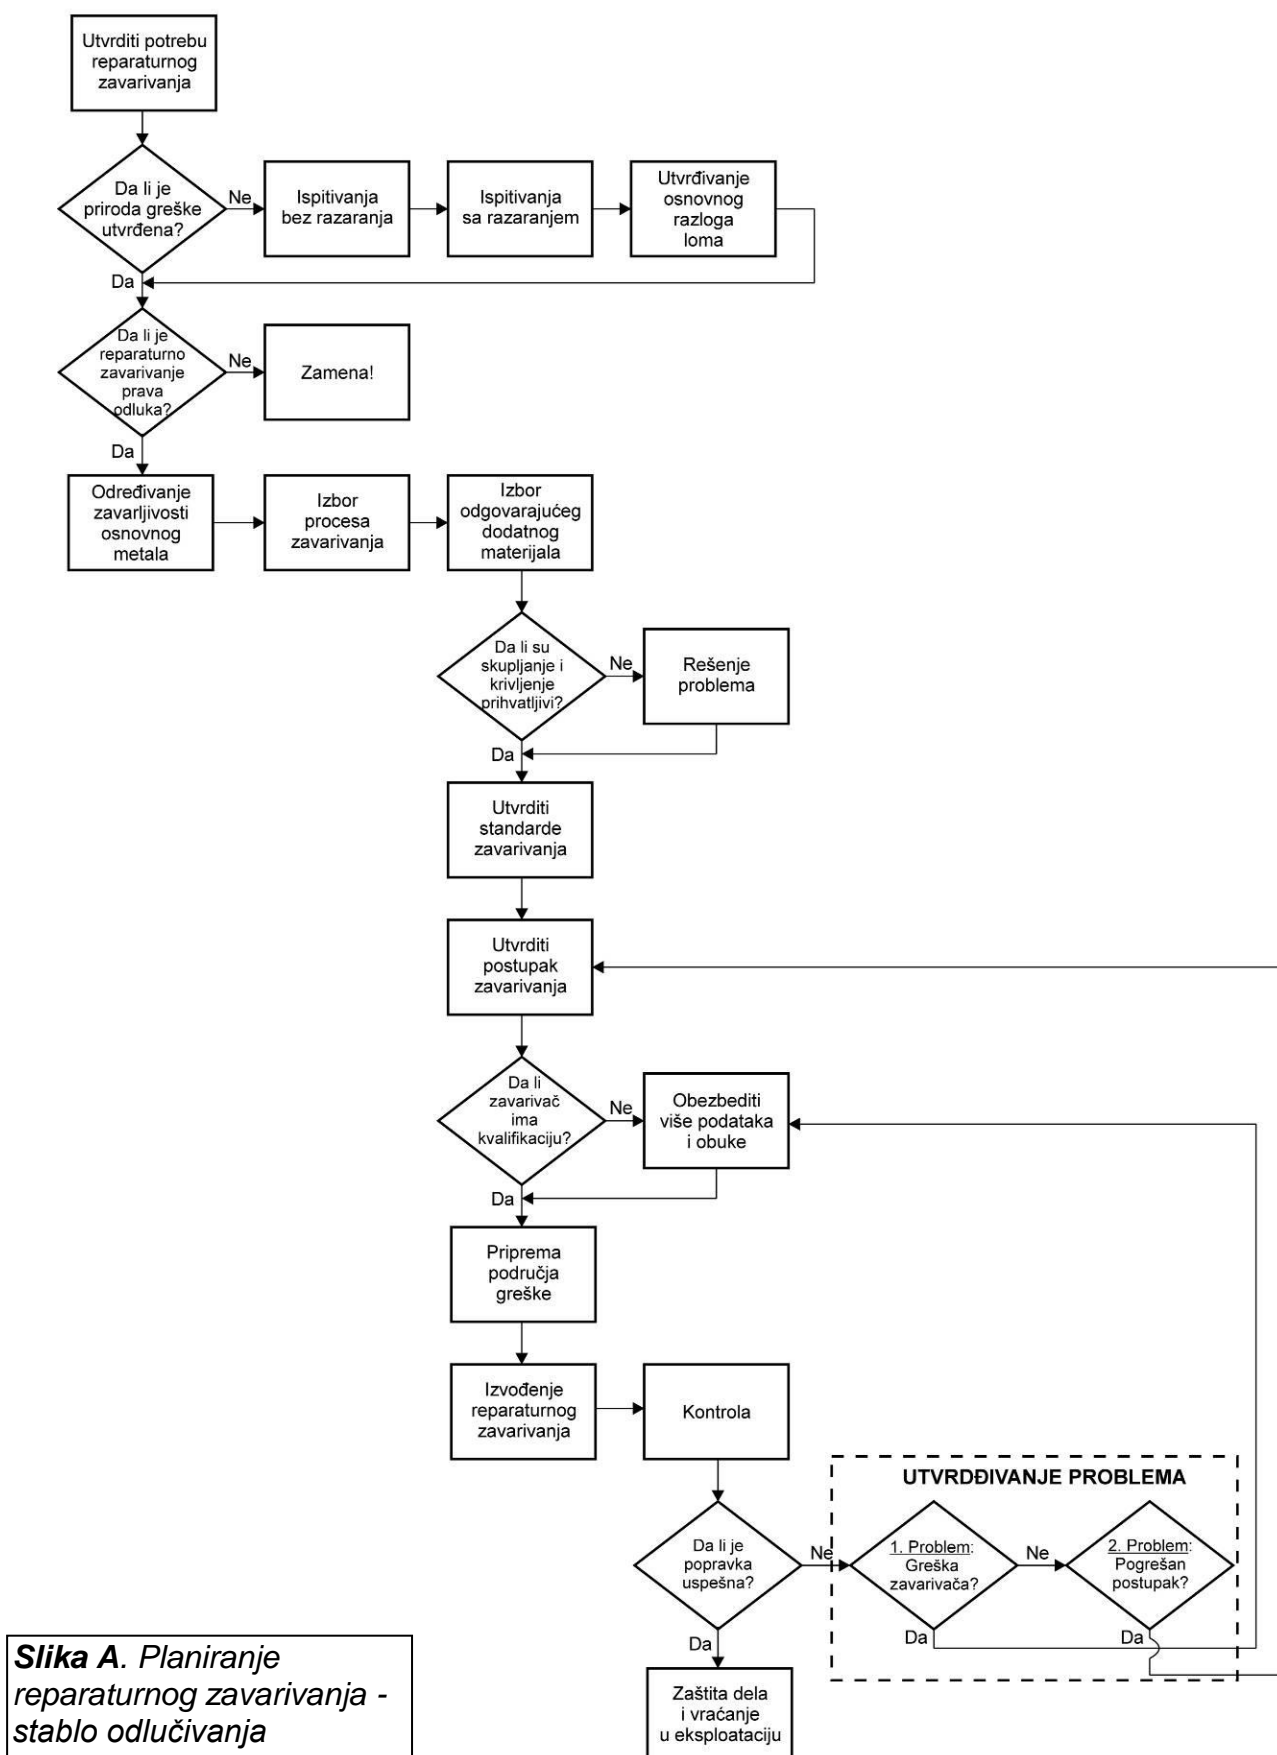 Utvrditi potrebu
reparaturnog
zavarivanja
Da li je
priroda greške
utvrđena?
Ne
Ispitivanja
bez razaranja
Ispitivanja
sa razaranjem
Utvrđivanje
osnovnog
razloga
loma
Da
Da li je
reparaturno
zavarivanje
prava
odluka?
Ne
Zamena!
Da
Određivanje
zavarljivosti
osnovnog
metala
Izbor
procesa
zavarivanja
Izbor
odgovarajućeg
dodatnog
materijala
Da li su
skupljanje i
krivljenje
prihvatljivi?
Ne
Rešenje
problema
Da
Utvrditi
standarde
zavarivanja
Utvrditi
postupak
zavarivanja
Da li
zavarivač
ima
kvalifikaciju?
Ne
Obezbediti
više podataka
i obuke
Da
Priprema
područja
greške
Izvođenje
reparaturnog
zavarivanja
Kontrola
UTVRDĐIVANJE PROBLEMA
Da li je
popravka
uspešna?
Ne
1. Problem:
Greška
zavarivača?
Ne
2. Problem:
Pogrešan
postupak?
Da
Da
Da
Zaštita dela
i vraćanje
u eksploataciju
Slika A. Planiranje
reparaturnog zavarivanja -
stablo odlučivanja